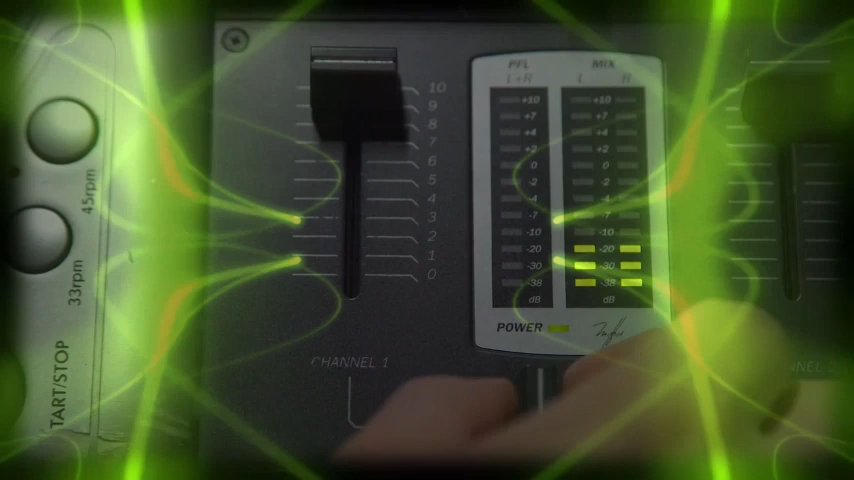 45rpm
33rpm
TART/STOP
10
9
8
7
6
5
4
3
2
1
0
CHANNEL 1
PFL MIX
L+R L R
+10 +10
+7 +7
+4 +4
+2 +2
0 0
-2 -2
-4 -4
-7 -7
-10 -10
-20 -20
-30 -30
-38 -38
dB dB
POWER
NNEL